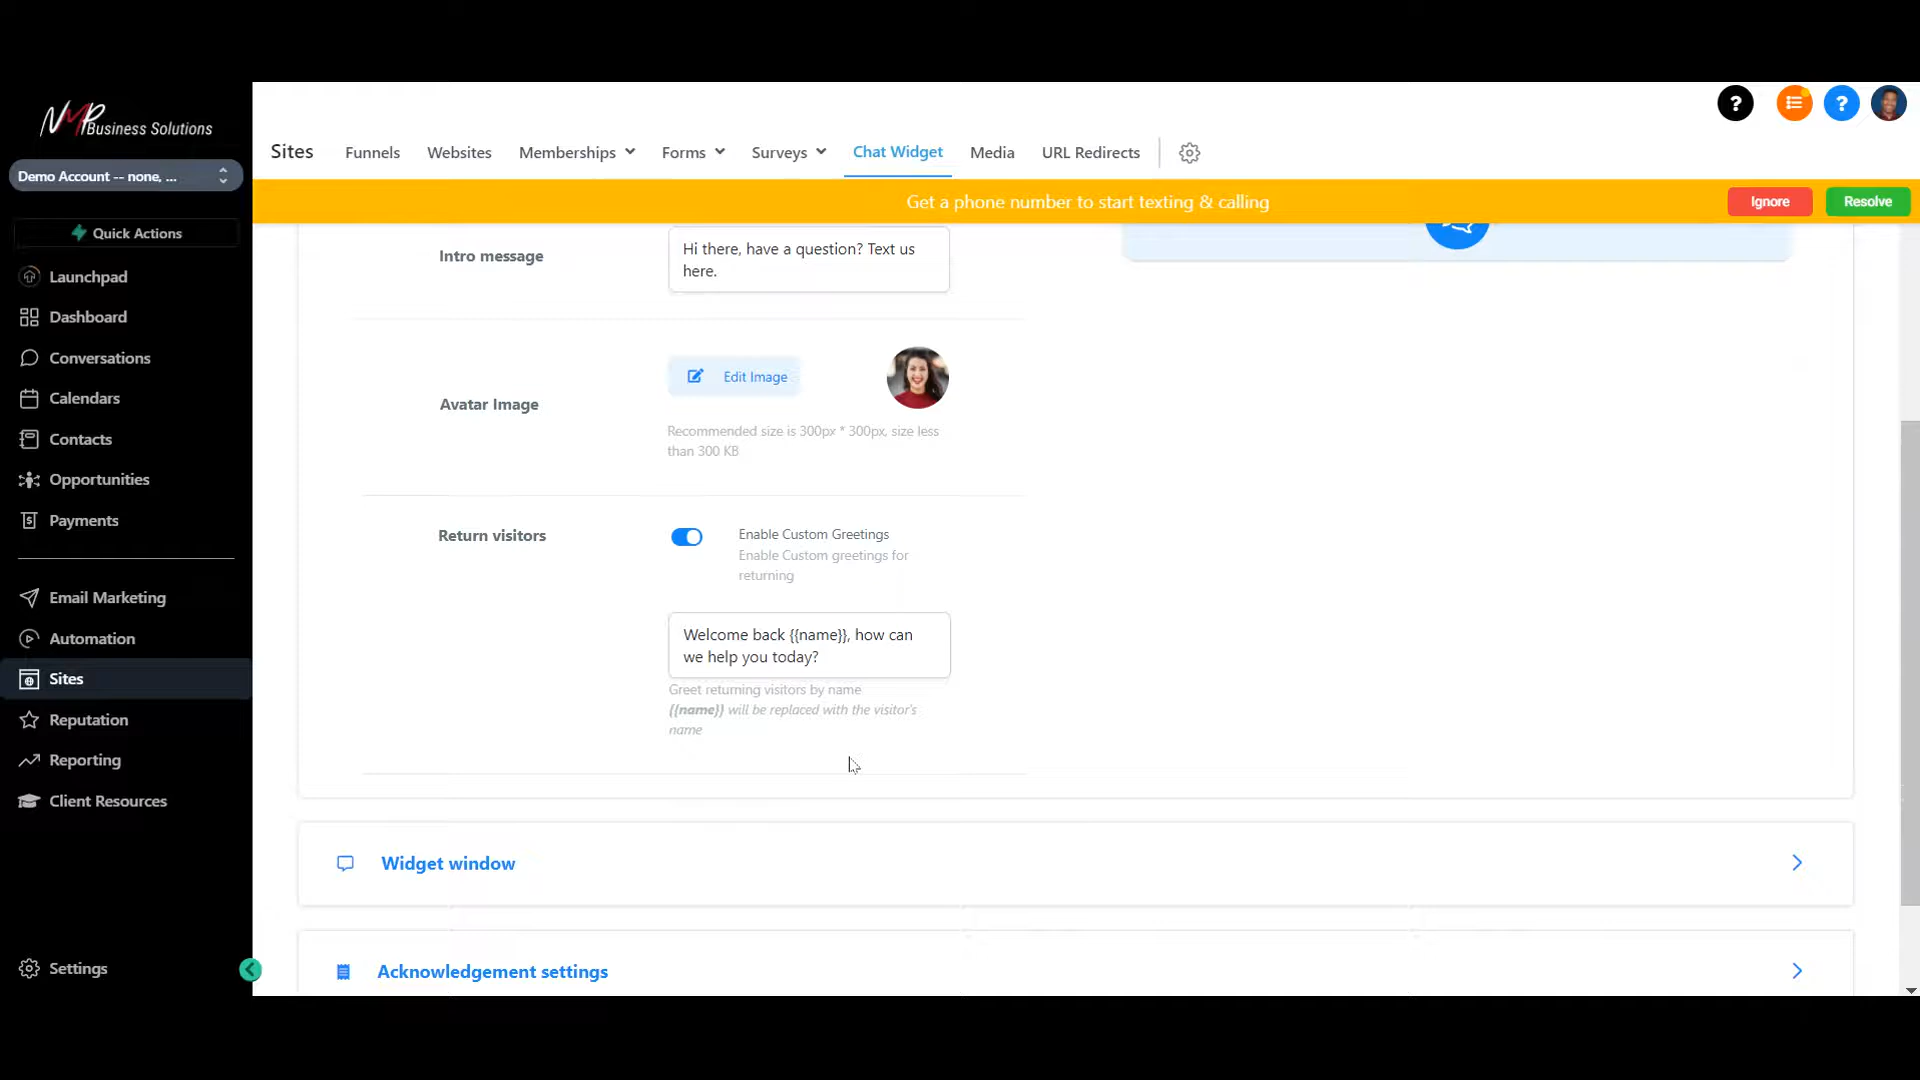 NMP Business Solutions
Demo Account -- none, ...
Quick Actions
Launchpad
Dashboard
Conversations
Calendars
Contacts
Opportunities
Payments
Email Marketing
Automation
Sites
Reputation
Reporting
Client Resources
Settings
Sites Funnels Websites Memberships Forms Surveys Chat Widget Media URL Redirects
Get a phone number to start texting & calling
Ignore Resolve
Intro message
Hi there, have a question? Text us
here.
Avatar Image
Edit Image
Recommended size is 300px * 300px, size less
than 300 KB
Return visitors
Enable Custom Greetings
Enable Custom greetings for
returning
Welcome back {{name}}, how can
we help you today?
Greet returning visitors by name
{{name}} will be replaced with the visitor's
name
Widget window
Acknowledgement settings